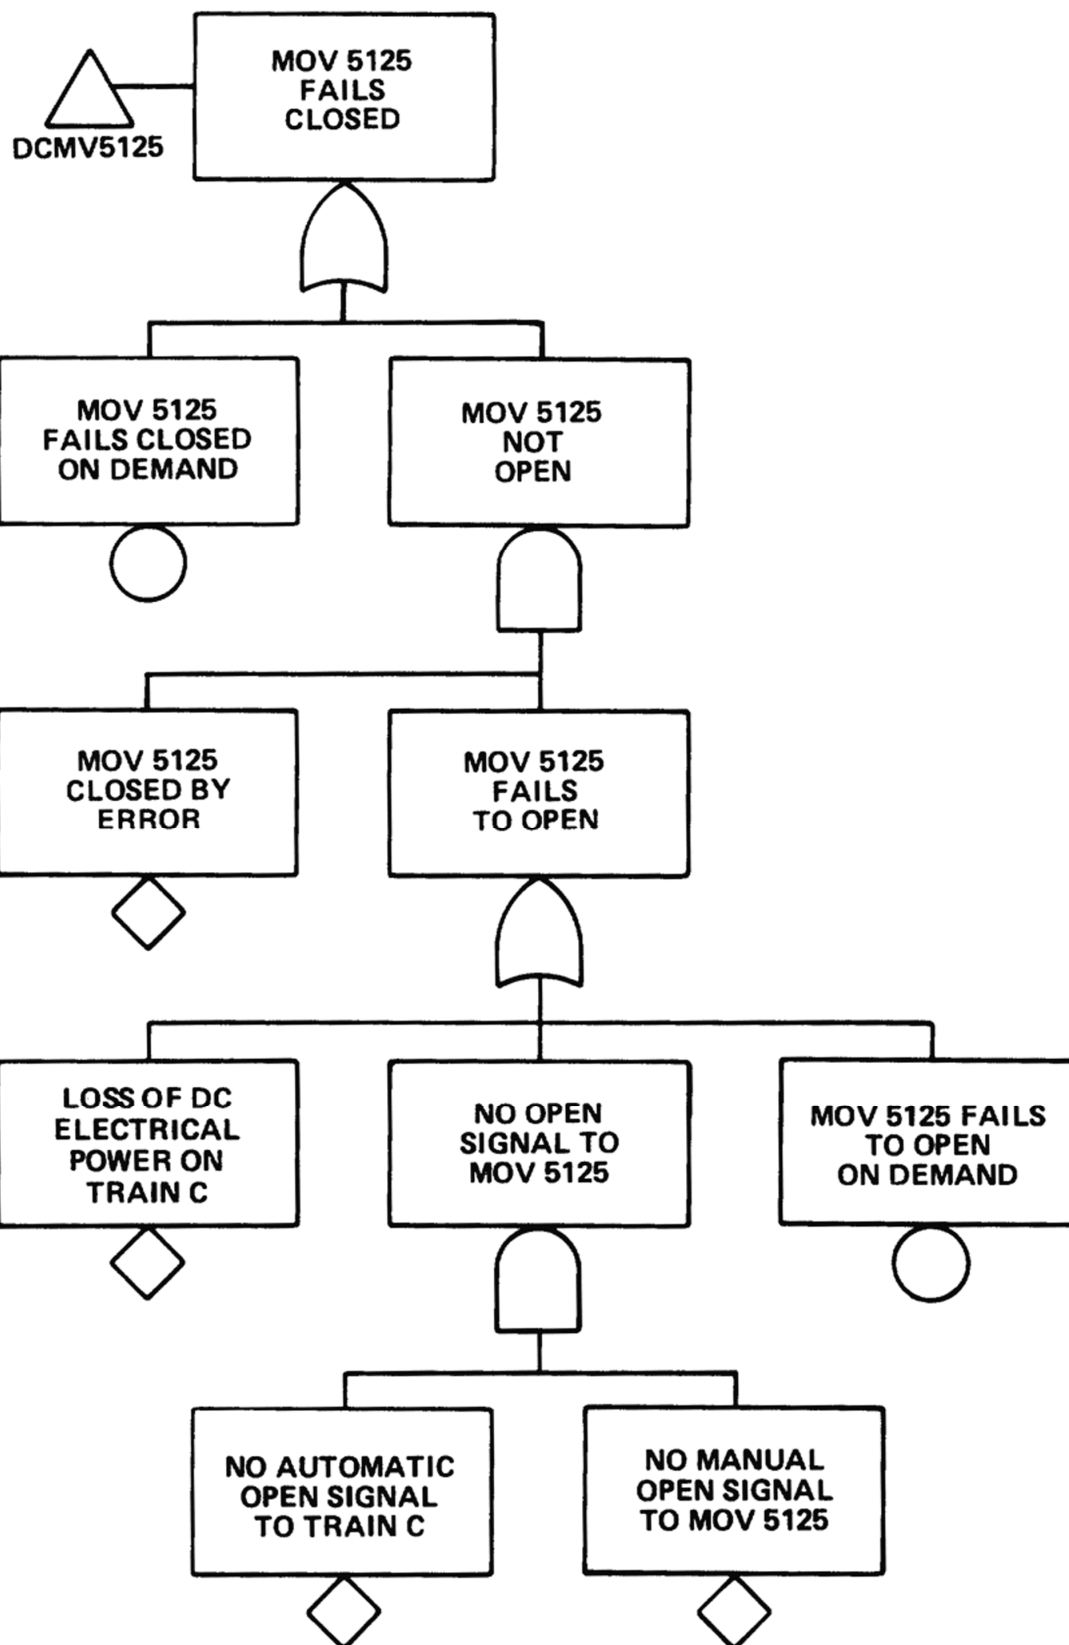 MOV 5125
FAILS
CLOSED
DCMV5125
MOV 5125
FAILS CLOSED
ON DEMAND
MOV 5125
NOT
OPEN
MOV 5125
CLOSED BY
ERROR
MOV 5125
FAILS
TO OPEN
LOSS OF DC
ELECTRICAL
POWER ON
TRAIN C
NO OPEN
SIGNAL TO
MOV 5125
MOV 5125 FAILS
TO OPEN
ON DEMAND
NO AUTOMATIC
OPEN SIGNAL
TO TRAIN C
NO MANUAL
OPEN SIGNAL
TO MOV 5125